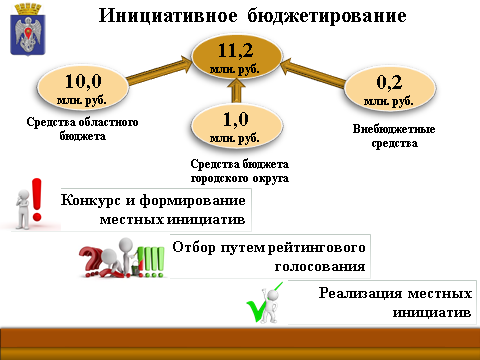 Инициативное бюджетирование
11,2
млн. руб.
10,0
млн. руб.
0,2
млн. руб.
1,0
млн. руб.
Средства областного
бюджета
Внебюджетные
средства
Средства бюджета
городского округа
Конкурс и формирование
местных инициатив
Отбор путем рейтингового
голосования
Реализация местных
инициатив